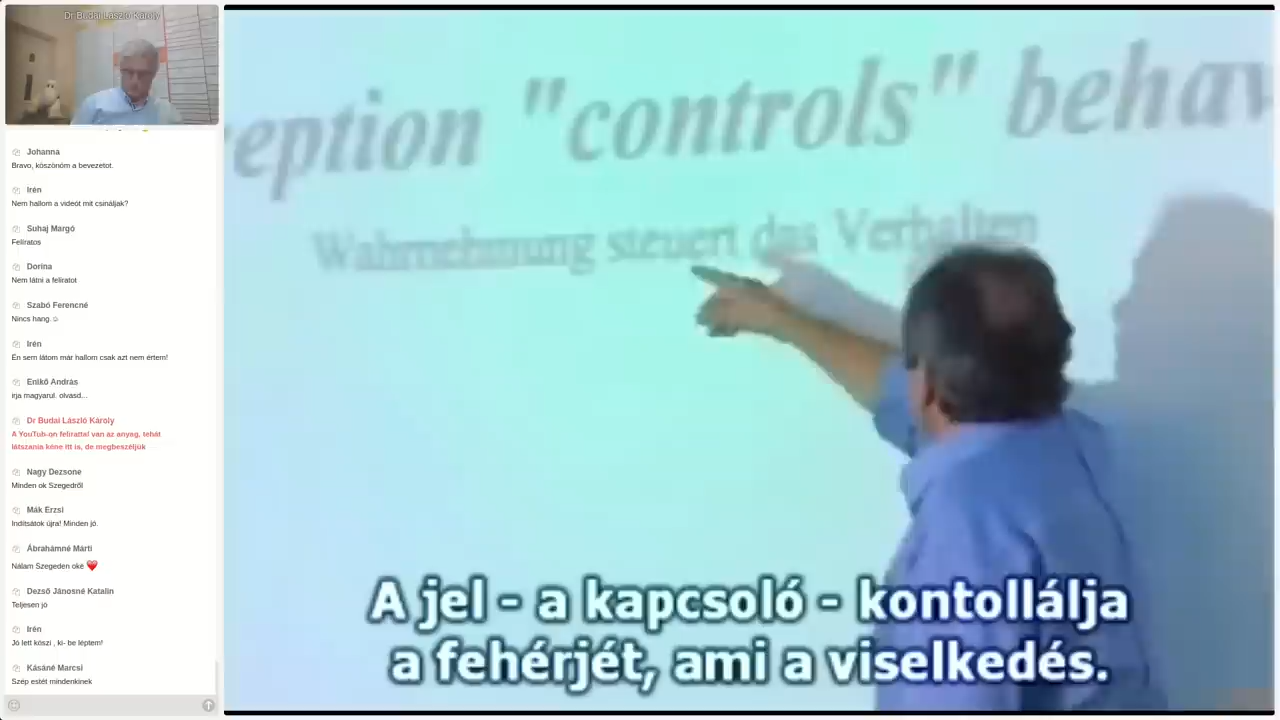 Dr Budai László Károly
Johanna
Bravo, köszönöm a bevezetot.
Irén
Nem hallom a videót mit csináljak?
Suhaj Margó
Feliratos
Dorina
Nem látni a feliratot
Szabó Ferencné
Nincs hang.☺
Irén
Én sem látom már hallom csak azt nem értem!
Enikő András
irja magyarul. olvasd...
Dr Budai László Károly
A YouTub-on felirattal van az anyag, tehát
látszania kéne itt is, de megbeszéljük
Nagy Dezsone
Minden ok Szegedről
Mák Erzsi
Indítsátok újra! Minden jó.
Ábrahámné Márti
Nálam Szegeden oké ❤
Dezső Jánosné Katalin
Teljesen jó
Irén
Jó lett köszi , ki- be léptem!
Kásáné Marcsi
Szép estét mindenkinek
eption "controls" behav
Wahrnehmung steuert das Verhalten
A jel - a kapcsoló - kontollálja
a fehérjét, ami a viselkedés.